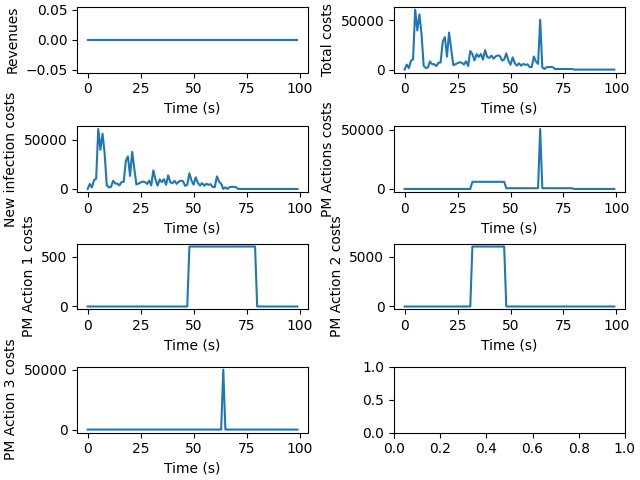 Revenues
0.05
0.00
−0.05
0 25 50 75 100
Time (s)
Total costs
50000
0
0 25 50 75 100
Time (s)
New infection costs
50000
0
0 25 50 75 100
Time (s)
PM Actions costs
50000
0
0 25 50 75 100
Time (s)
PM Action 1 costs
500
0
0 25 50 75 100
Time (s)
PM Action 2 costs
5000
0
0 25 50 75 100
Time (s)
PM Action 3 costs
50000
0
0 25 50 75 100
Time (s)
1.0
0.5
0.0
0.0 0.2 0.4 0.6 0.8 1.0